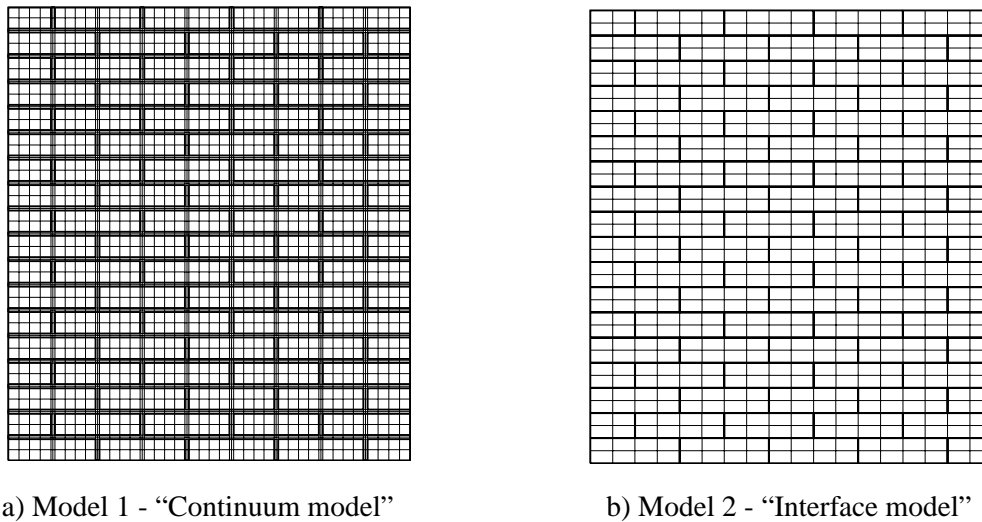 a) Model 1 - “Continuum model”
b) Model 2 - “Interface model”